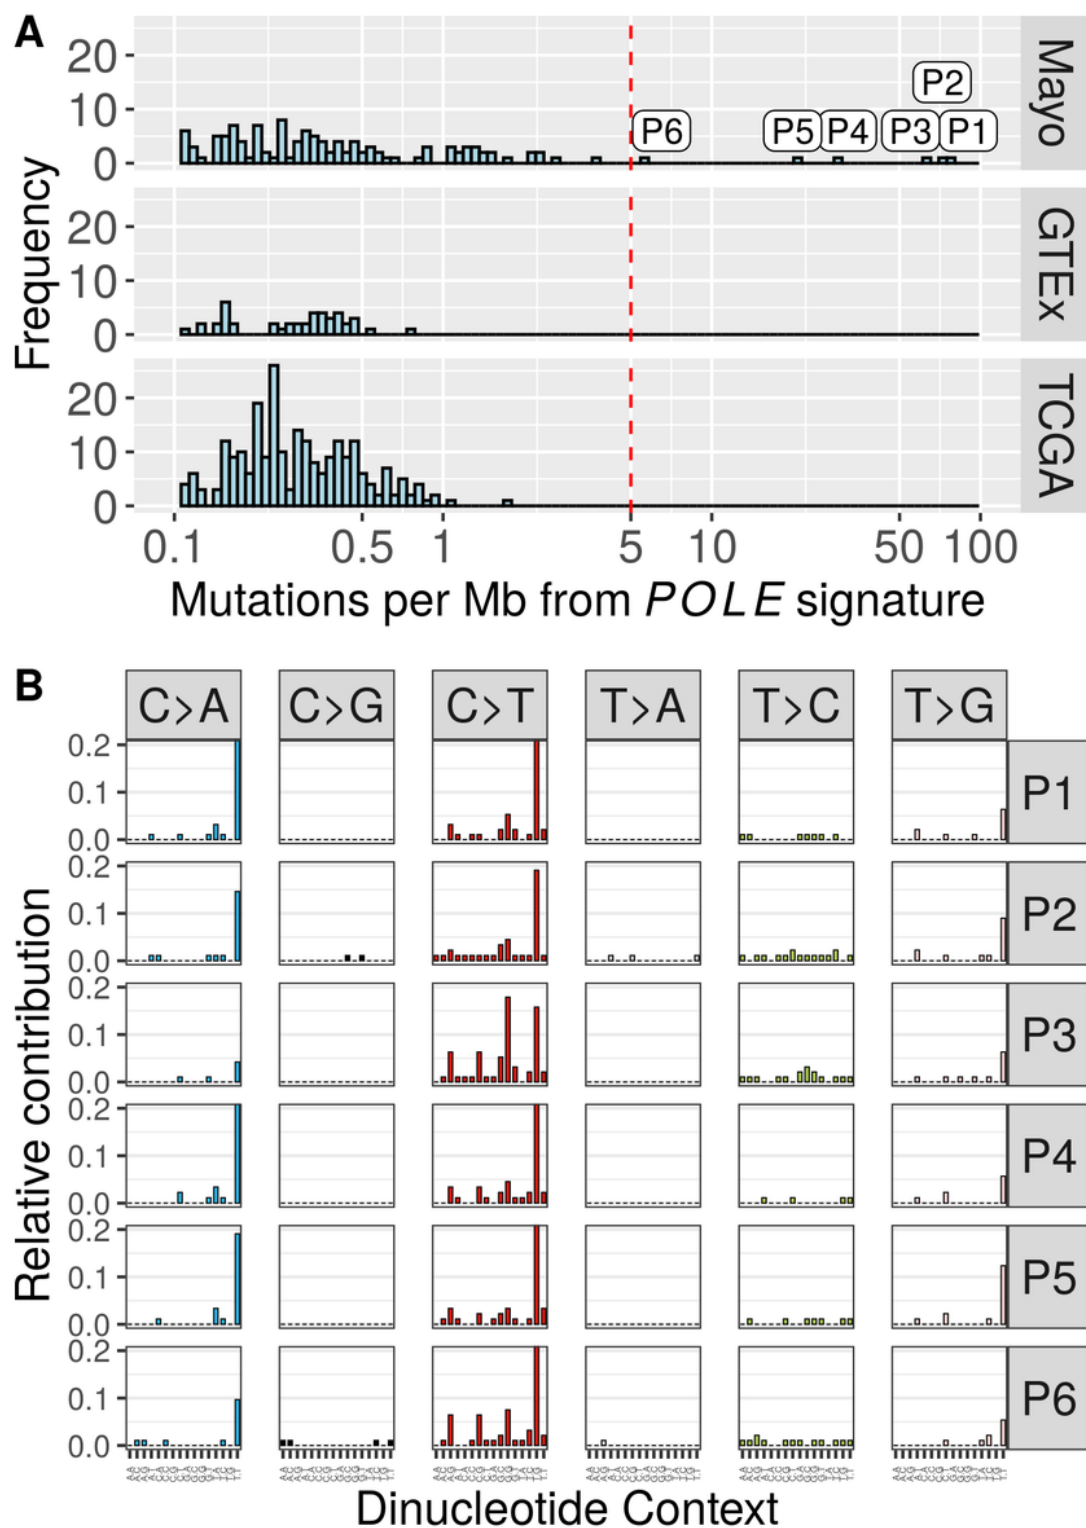 A
Frequency
20
10
0
P6
P5
P4
P3
P2
P1
Mayo
20
10
0
GTEx
20
10
0
TCGA
0.1 0.5 1 5 10 50 100
Mutations per Mb from POLE signature
B
C>A C>G C>T T>A T>C T>G
Relative contribution
0.2
0.1
0.0
P1
0.2
0.1
0.0
P2
0.2
0.1
0.0
P3
0.2
0.1
0.0
P4
0.2
0.1
0.0
P5
0.2
0.1
0.0
P6
Dinucleotide Context